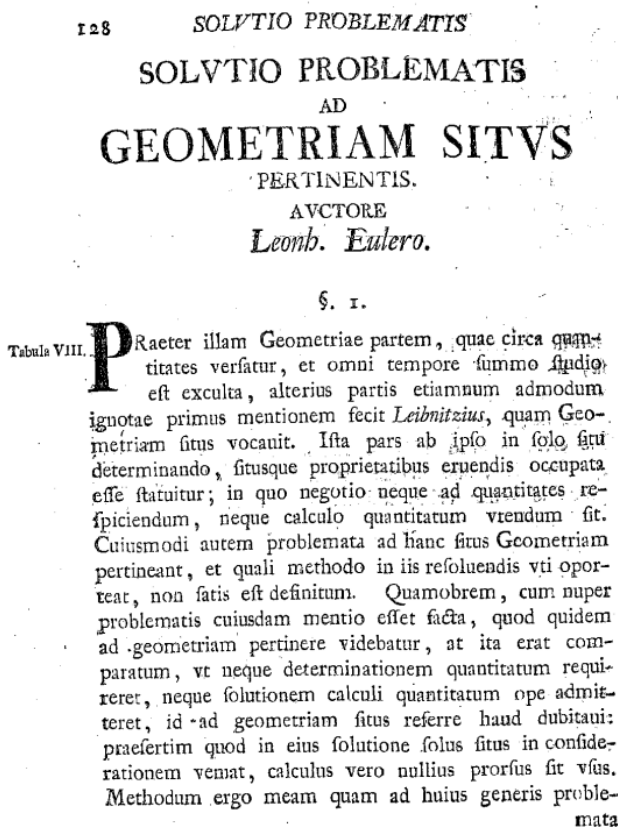 128 SOLVTIO PROBLEMATIS
SOLVTIO PROBLEMATIS
AD
GEOMETRIAM SITVS
PERTINENTIS.
AVCTORE
Leonh. Eulero.
§. 1.
Tabula VIII. PRaeter illam Geometriae partem, quae circa quan-
titates verſatur, et omni tempore ſummo ſtudio
eſt exculta, alterius partis etiamnum admodum
ignotae primus mentionem fecit Leibnitzius, quam Geo-
metriam ſitus vocauit. Iſta pars ab ipſo in ſolo ſitu
determinando, ſitusque proprietatibus eruendis occupata
eſſe ſtatuitur; in quo negotio neque ad quantitates re-
ſpiciendum, neque calculo quantitatum vtendum ſit.
Cuiusmodi autem problemata ad hanc ſitus Geometriam
pertineant, et quali methodo in iis reſoluendis vti opor-
teat, non ſatis eſt definitum. Quamobrem, cum nuper
problematis cuiusdam mentio eſſet facta, quod quidem
ad geometriam pertinere videbatur, at ita erat com-
paratum, vt neque determinationem quantitatum requi-
reret, neque ſolutionem calculi quantitatum ope admit-
teret, id ad geometriam ſitus referre haud dubitaui:
praeſertim quod in eius ſolutione ſolus ſitus in conſide-
rationem veniat, calculus vero nullius prorſus ſit vſus.
Methodum ergo meam quam ad huius generis proble-
mata